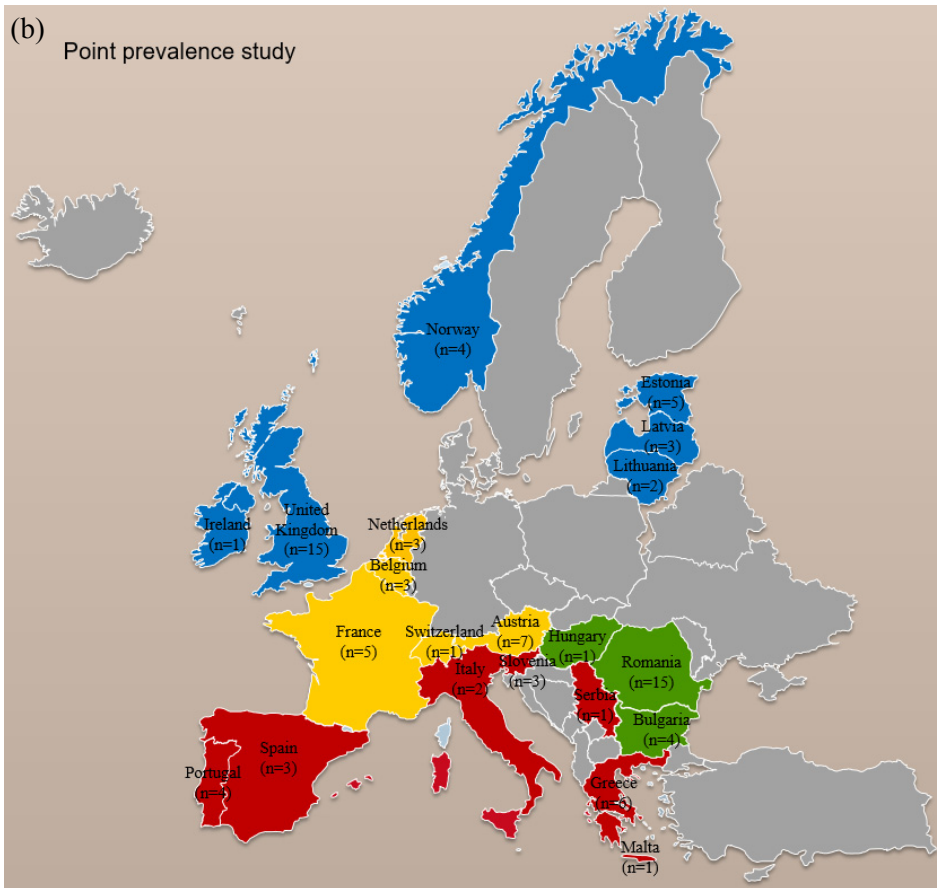 (b)
Point prevalence study
Norway
(n=4)
Estonia
(n=5)
Latvia
(n=3)
Lithuania
(n=2)
Ireland
(n=1)
United
Kingdom
(n=15)
Netherlands
(n=3)
Belgium
(n=3)
France
(n=5)
Switzerland
(n=1)
Austria
(n=7)
Hungary
(n=1)
Romania
(n=15)
Italy
(n=2)
Slovenia
(n=3)
Serbia
(n=1)
Bulgaria
(n=4)
Portugal
(n=4)
Spain
(n=3)
Greece
(n=6)
Malta
(n=1)